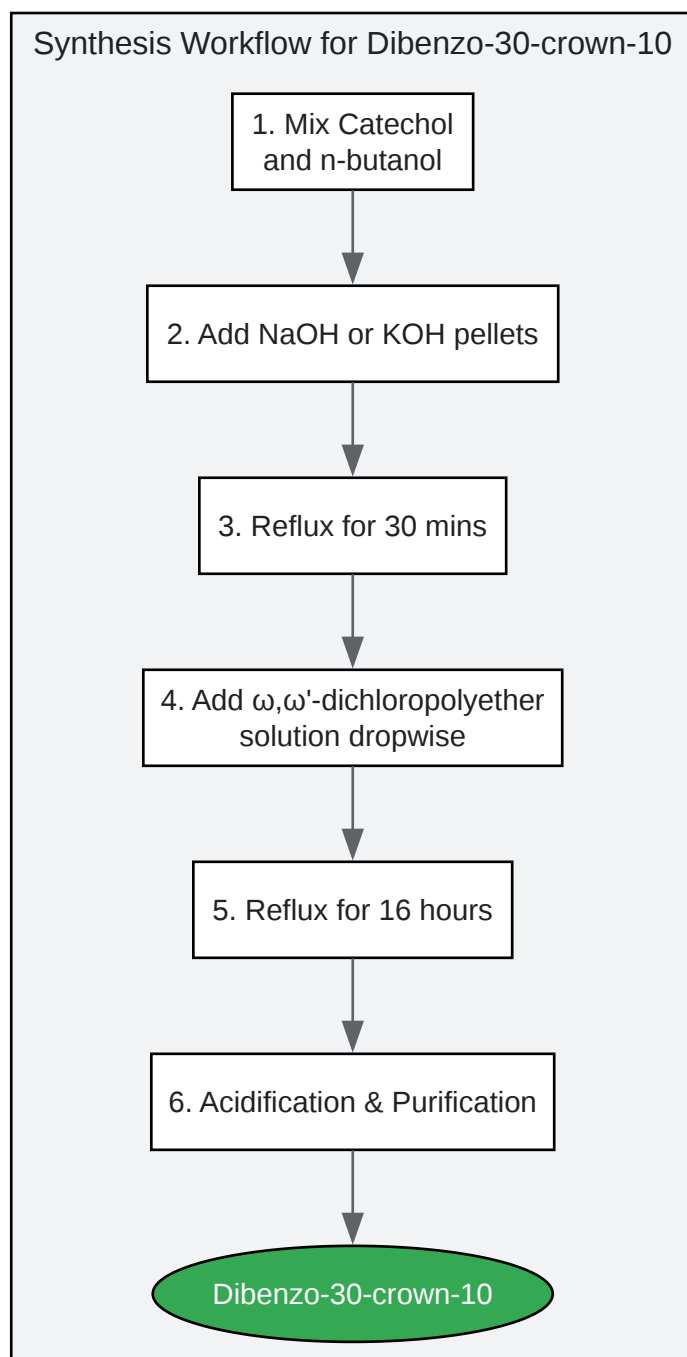 Synthesis Workflow for Dibenzo-30-crown-10
1. Mix Catechol
and n-butanol
2. Add NaOH or KOH pellets
3. Reflux for 30 mins
4. Add ω,ω'-dichloropolyether
solution dropwise
5. Reflux for 16 hours
6. Acidification & Purification
Dibenzo-30-crown-10